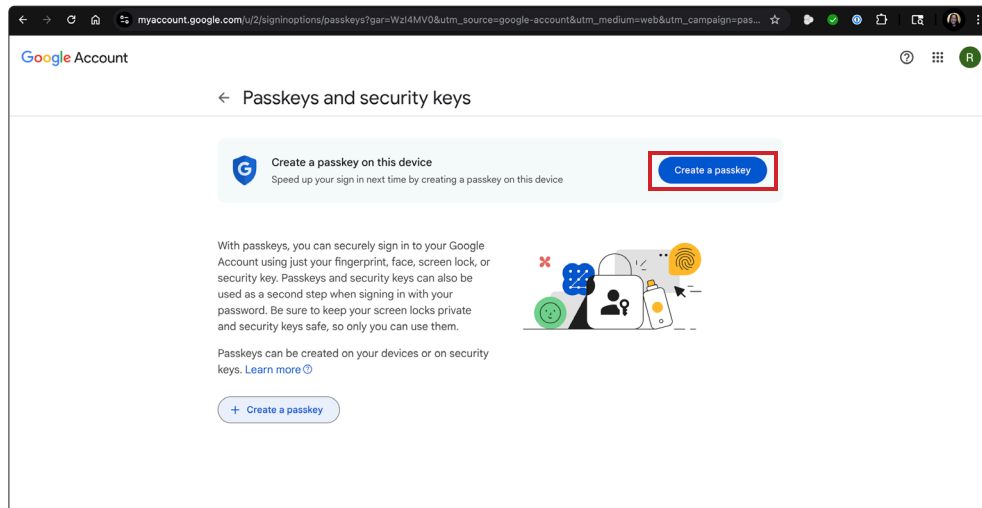 myaccount.google.com/u/2/signinoptions/passkeys?gar=WzI4MV0&utm_source=google-account&utm_medium=web&utm_campaign=pas...
Google Account
R
Passkeys and security keys
G
Create a passkey on this device
Speed up your sign in next time by creating a passkey on this device
Create a passkey
With passkeys, you can securely sign in to your Google
Account using just your fingerprint, face, screen lock, or
security key. Passkeys and security keys can also be
used as a second step when signing in with your
password. Be sure to keep your screen locks private
and security keys safe, so only you can use them.
Passkeys can be created on your devices or on security
keys. Learn more
+ Create a passkey